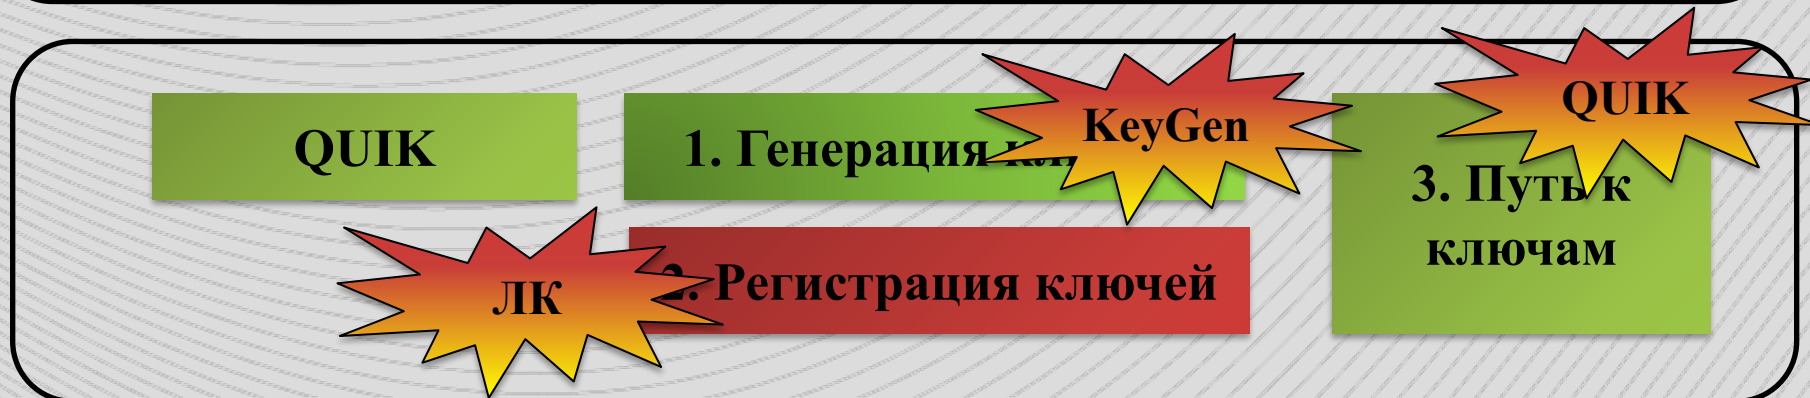 QUIK
QUIK
1. Генерация
KeyGen
3. Путь к
ключам
ЛК
2. Регистрация ключей